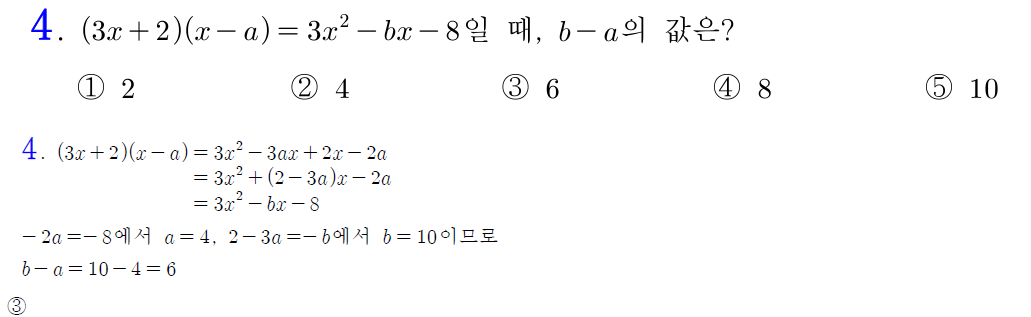 4. (3x+2)(x−a)=3x²−bx−8일 때, b−a의 값은?
① 2 ② 4 ③ 6 ④ 8 ⑤ 10
4. (3x+2)(x−a)=3x²−3ax+2x−2a
=3x²+(2−3a)x−2a
=3x²−bx−8
−2a=−8에서 a=4, 2−3a=−b에서 b=10이므로
b−a=10−4=6
③